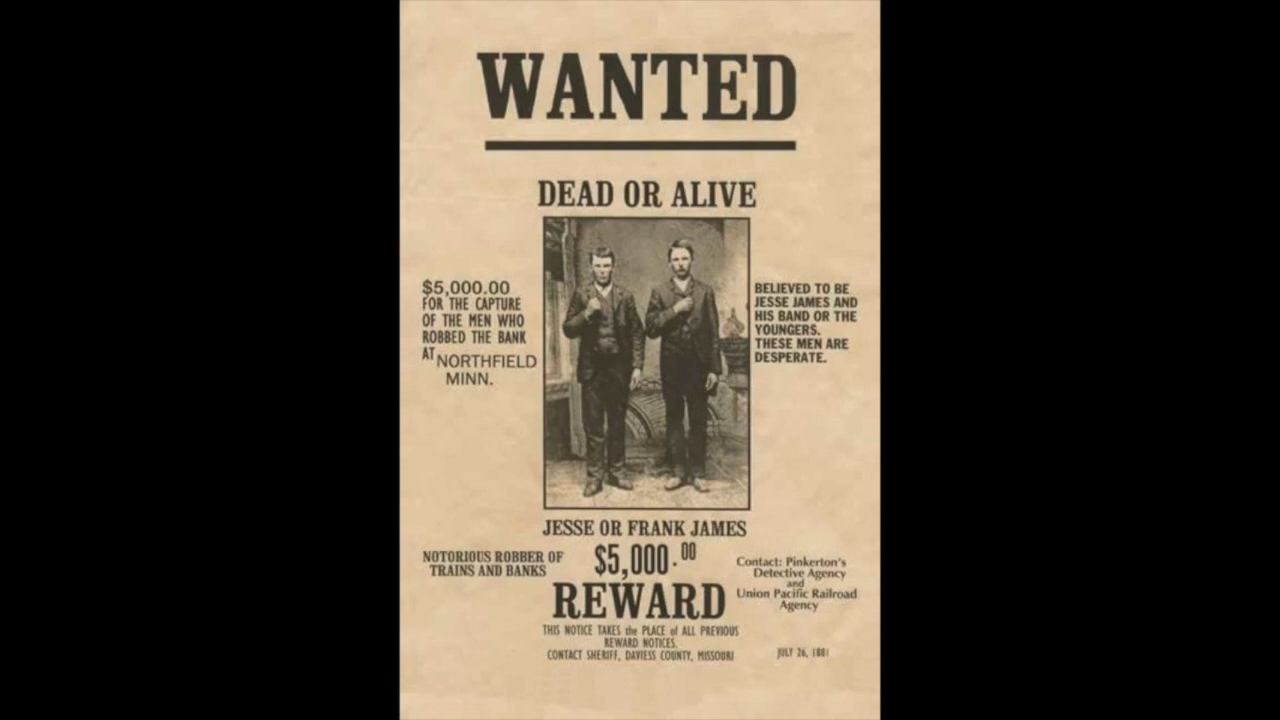 WANTED
DEAD OR ALIVE
$5,000.00
FOR THE CAPTURE
OF THE MEN WHO
ROBBED THE BANK
AT NORTHFIELD
MINN.
BELIEVED TO BE
JESSE JAMES AND
HIS BAND OR THE
YOUNGERS.
THESE MEN ARE
DESPERATE.
JESSE OR FRANK JAMES
NOTORIOUS ROBBER OF
TRAINS AND BANKS
$5,000.00
REWARD
Contact: Pinkerton's
Detective Agency
and
Union Pacific Railroad
Agency
THIS NOTICE TAKES the PLACE of ALL PREVIOUS
REWARD NOTICES.
CONTACT SHERIFF, DAVIESS COUNTY, MISSOURI
JULY 26, 1881